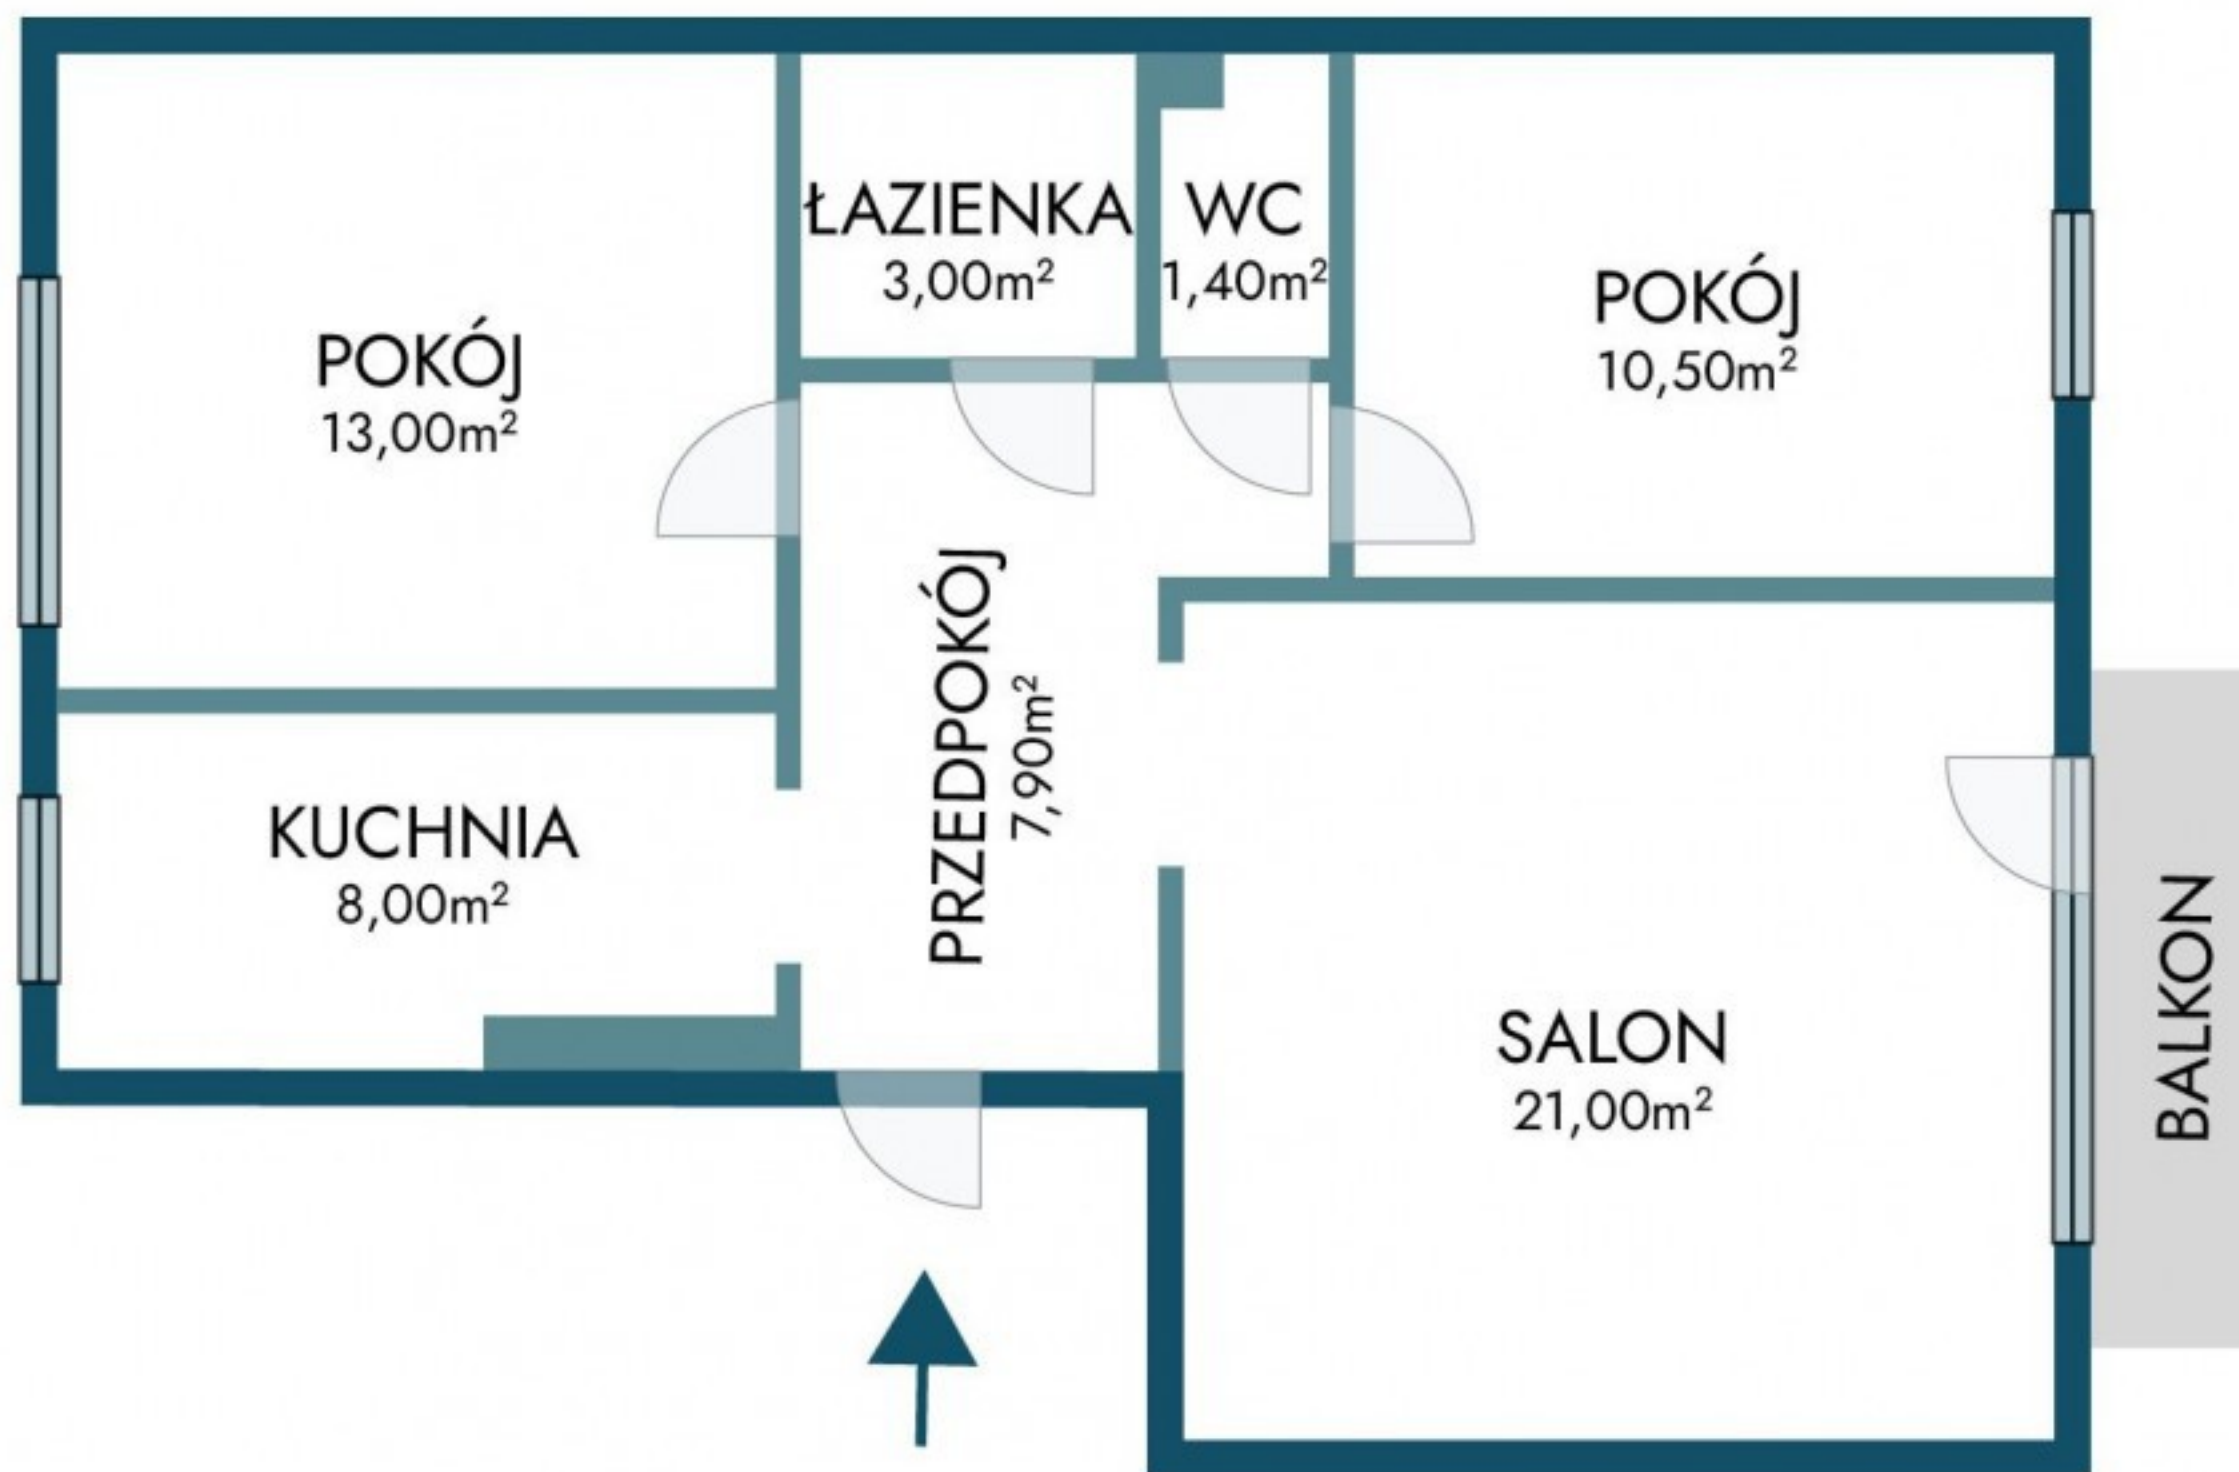 ŁAZIENKA
3,00m²
WC
1,40m²
POKÓJ
10,50m²
POKÓJ
13,00m²
PRZEDPOKÓJ
7,90m²
KUCHNIA
8,00m²
SALON
21,00m²
BALKON